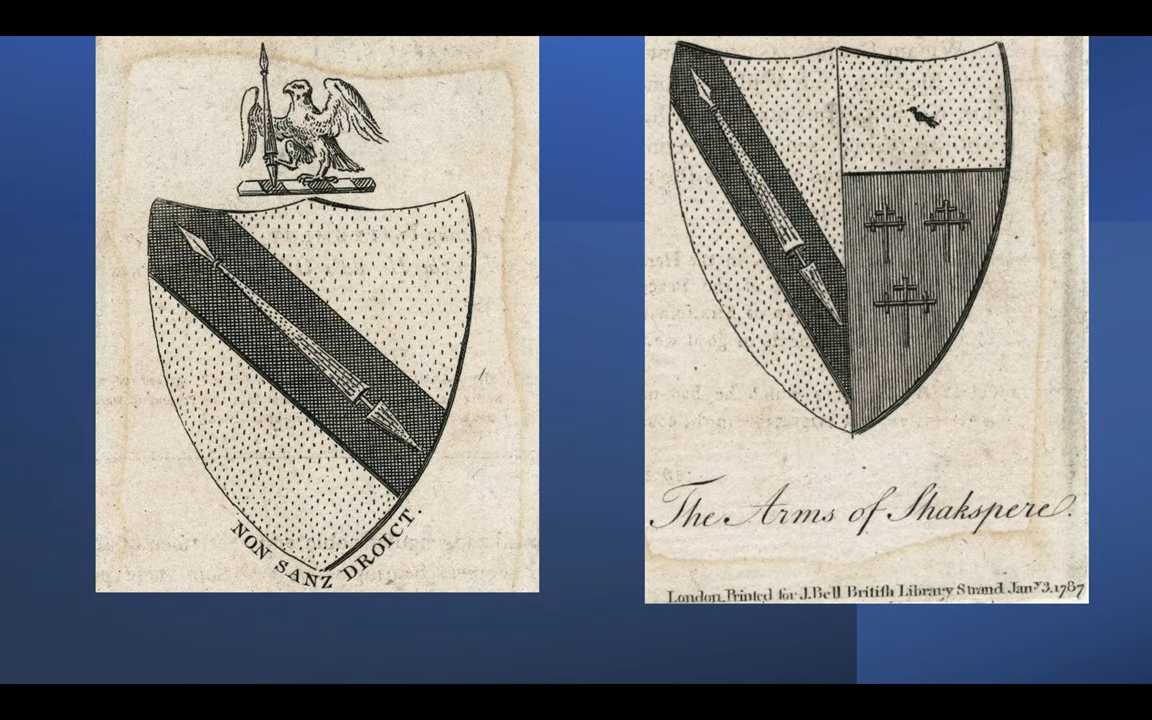 NON SANZ DROICT.
The Arms of Shakspere.
London, Printed for J. Bell British Library Strand Jan.y 3. 1787